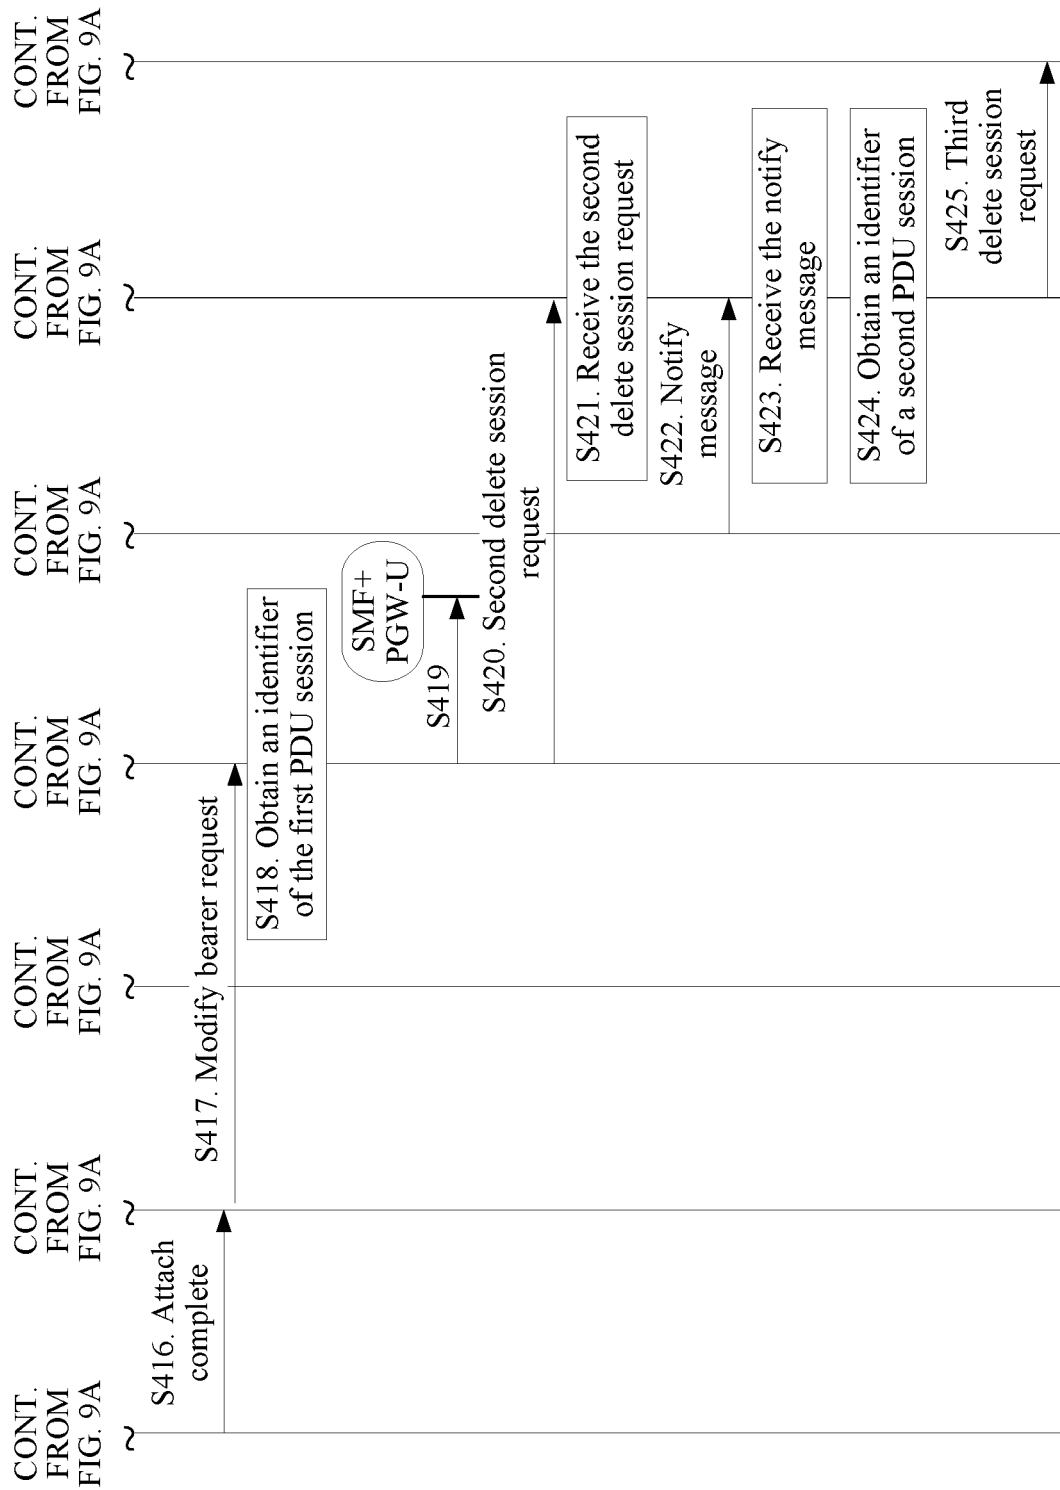 CONT.
FROM
FIG. 9A
CONT.
FROM
FIG. 9A
CONT.
FROM
FIG. 9A
CONT.
FROM
FIG. 9A
CONT.
FROM
FIG. 9A
CONT.
FROM
FIG. 9A
CONT.
FROM
FIG. 9A
S416. Attach
complete
S417. Modify bearer request
S418. Obtain an identifier
of the first PDU session
SMF+
PGW-U
S419
S420. Second delete session
request
S421. Receive the second
delete session request
S422. Notify
message
S423. Receive the notify
message
S424. Obtain an identifier
of a second PDU session
S425. Third
delete session
request